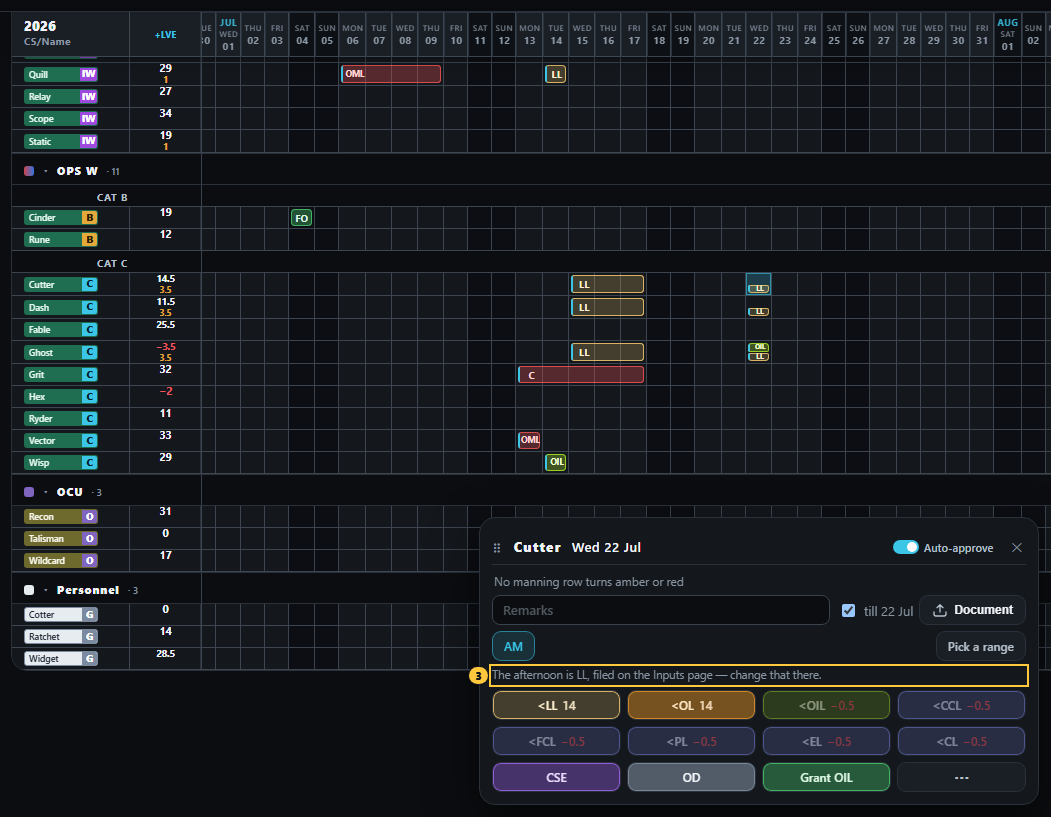 2026
CS/Name
+LVE
UE 30
JUL WED 01
THU 02
FRI 03
SAT 04
SUN 05
MON 06
TUE 07
WED 08
THU 09
FRI 10
SAT 11
SUN 12
MON 13
TUE 14
WED 15
THU 16
FRI 17
SAT 18
SUN 19
MON 20
TUE 21
WED 22
THU 23
FRI 24
SAT 25
SUN 26
MON 27
TUE 28
WED 29
THU 30
FRI 31
AUG SAT 01
SUN 02
Quill IW 29 1 OML LL
Relay IW 27
Scope IW 34
Static IW 19 1
OPS W · 11
CAT B
Cinder B 19 FO
Rune B 12
CAT C
Cutter C 14.5 3.5 LL LL
Dash C 11.5 3.5 LL LL
Fable C 25.5
Ghost C −3.5 3.5 LL OIL LL
Grit C 32 C
Hex C −2
Ryder C 11
Vector C 33 OML
Wisp C 29 OIL
OCU · 3
Recon O 31
Talisman O 0
Wildcard O 17
Personnel · 3
Cotter G 0
Ratchet G 14
Widget G 28.5
Cutter Wed 22 Jul Auto-approve ×
No manning row turns amber or red
Remarks till 22 Jul Document
AM Pick a range
3 The afternoon is LL, filed on the Inputs page — change that there.
<LL 14 <OL 14 <OIL −0.5 <CCL −0.5
<FCL −0.5 <PL −0.5 <EL −0.5 <CL −0.5
CSE OD Grant OIL ---